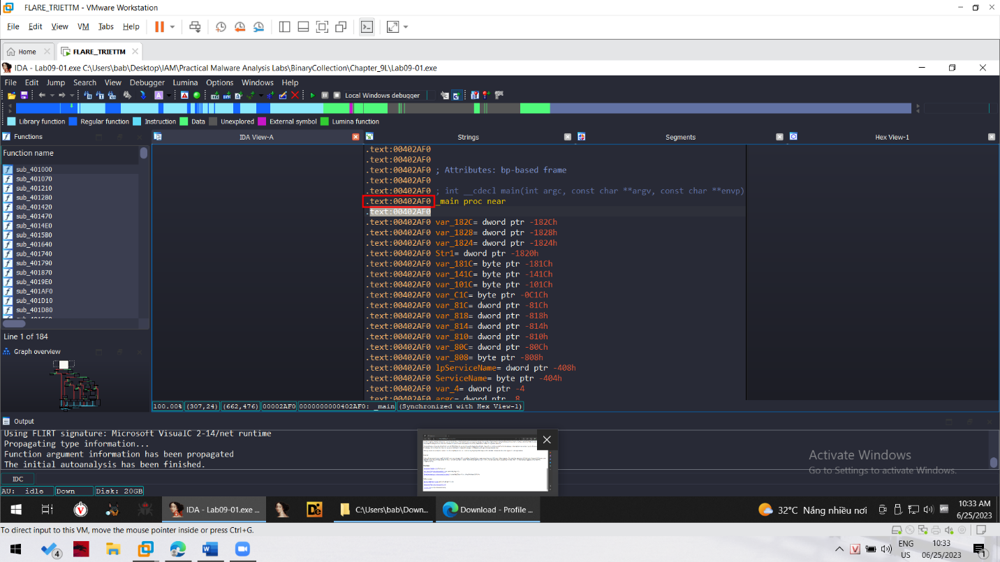 FLARE_TRIETTM - VMware Workstation
File Edit View VM Tabs Help
Home
FLARE_TRIETTM
IDA - Lab09-01.exe C:\Users\bab\Desktop\IAM\Practical Malware Analysis Labs\BinaryCollection\Chapter_9L\Lab09-01.exe
File Edit Jump Search View Debugger Lumina Options Windows Help
Local Windows debugger
Library function Regular function Instruction Data Unexplored External symbol Lumina function
Functions
IDA View-A
Strings
Segments
Hex View-1
Function name
sub_401000
sub_401070
sub_401210
sub_401280
sub_401420
sub_401470
sub_4014E0
sub_4015B0
sub_401640
sub_401740
sub_401790
sub_401870
sub_4019E0
sub_401AF0
sub_401D10
sub_401D80
Line 1 of 184
Graph overview
.text:00402AF0
.text:00402AF0
.text:00402AF0 ; Attributes: bp-based frame
.text:00402AF0
.text:00402AF0 ; int __cdecl main(int argc, const char **argv, const char **envp)
.text:00402AF0 _main proc near
.text:00402AF0
.text:00402AF0 var_182C= dword ptr -182Ch
.text:00402AF0 var_1828= dword ptr -1828h
.text:00402AF0 var_1824= dword ptr -1824h
.text:00402AF0 Str1= dword ptr -1820h
.text:00402AF0 var_181C= byte ptr -181Ch
.text:00402AF0 var_141C= byte ptr -141Ch
.text:00402AF0 var_101C= byte ptr -101Ch
.text:00402AF0 var_C1C= byte ptr -0C1Ch
.text:00402AF0 var_81C= dword ptr -81Ch
.text:00402AF0 var_818= dword ptr -818h
.text:00402AF0 var_814= dword ptr -814h
.text:00402AF0 var_810= dword ptr -810h
.text:00402AF0 var_80C= dword ptr -80Ch
.text:00402AF0 var_808= byte ptr -808h
.text:00402AF0 lpServiceName= dword ptr -408h
.text:00402AF0 ServiceName= byte ptr -404h
.text:00402AF0 var_4= dword ptr -4
.text:00402AF0 argc= dword ptr 8
100.00% (307,24) (662,476) 00002AF0 0000000000402AF0: _main (Synchronized with Hex View-1)
Output
Using FLIRT signature: Microsoft VisualC 2-14/net runtime
Propagating type information...
Function argument information has been propagated
The initial autoanalysis has been finished.
IDC
AU: idle Down Disk: 20GB
Activate Windows
Go to Settings to activate Windows.
IDA - Lab09-01.exe ...
C:\Users\bab\Down...
Download - Profile ...
32°C Nắng nhiều nơi
10:33 AM
6/25/2023
To direct input to this VM, move the mouse pointer inside or press Ctrl+G.
4
ENG
US
10:33
06/25/2023
1